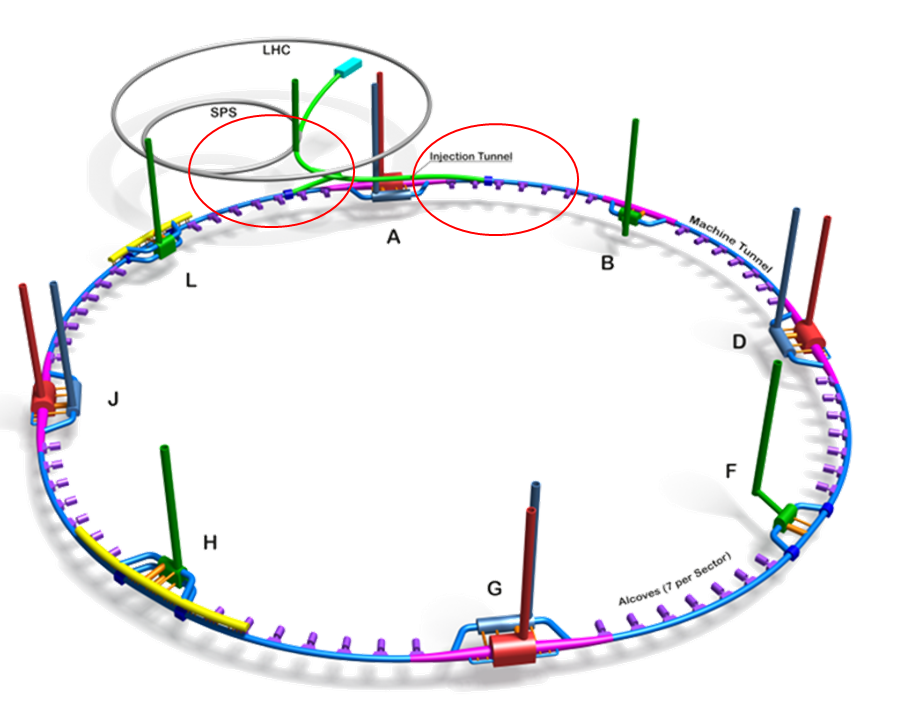 LHC
SPS
Injection Tunnel
A
B
Machine Tunnel
L
D
J
F
H
G
Alcoves (7 per Sector)